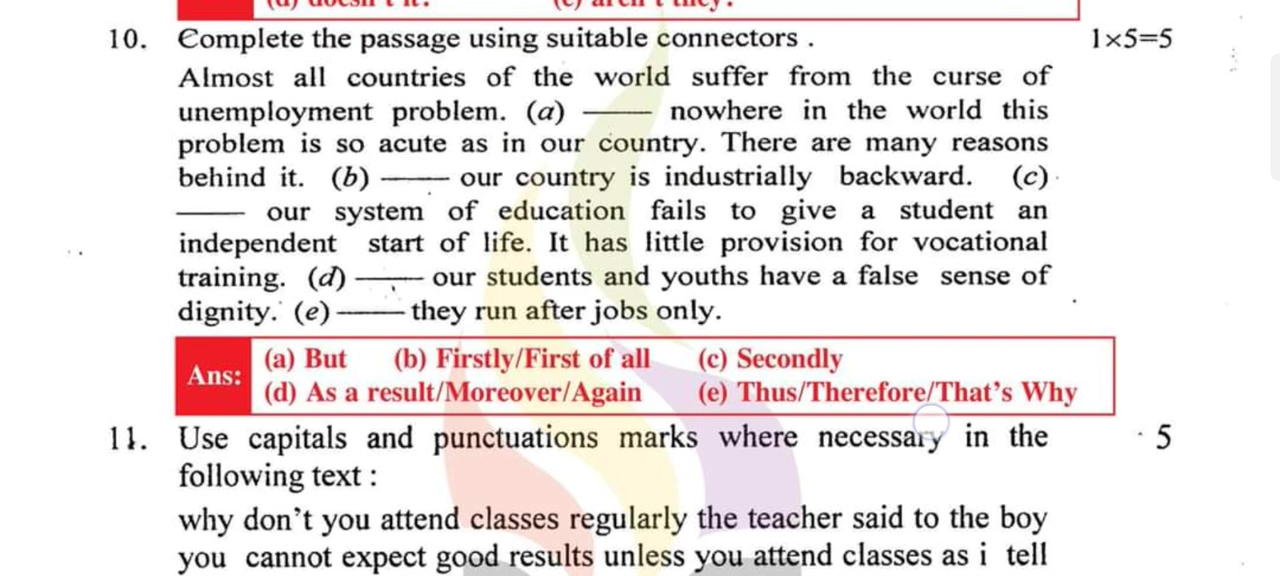 (d) doesn't it? (e) aren't they?
10. Complete the passage using suitable connectors . 1×5=5
Almost all countries of the world suffer from the curse of
unemployment problem. (a) —— nowhere in the world this
problem is so acute as in our country. There are many reasons
behind it. (b) —— our country is industrially backward. (c)
—— our system of education fails to give a student an
independent start of life. It has little provision for vocational
training. (d) —— our students and youths have a false sense of
dignity. (e) —— they run after jobs only.
Ans: (a) But (b) Firstly/First of all (c) Secondly
(d) As a result/Moreover/Again (e) Thus/Therefore/That's Why
11. Use capitals and punctuations marks where necessary in the 5
following text :
why don't you attend classes regularly the teacher said to the boy
you cannot expect good results unless you attend classes as i tell